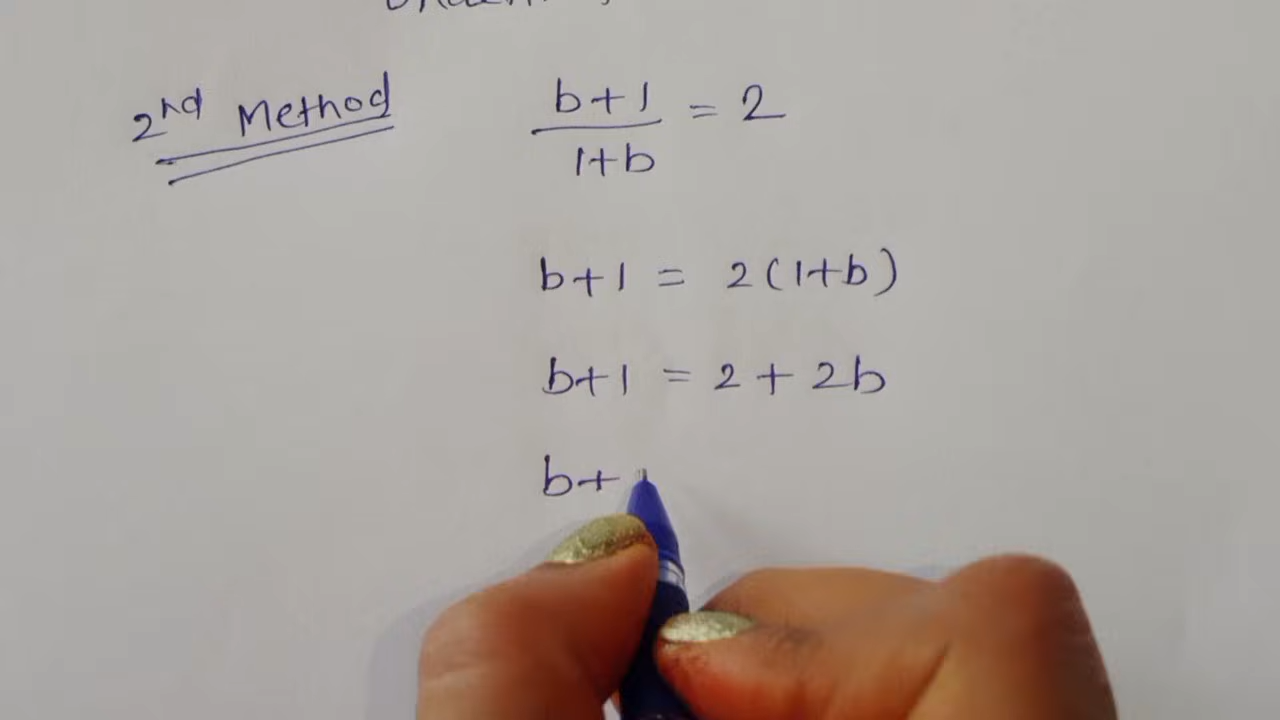 2nd Method
b+1
1+b
= 2
b+1 = 2(1+b)
b+1 = 2 + 2b
b+